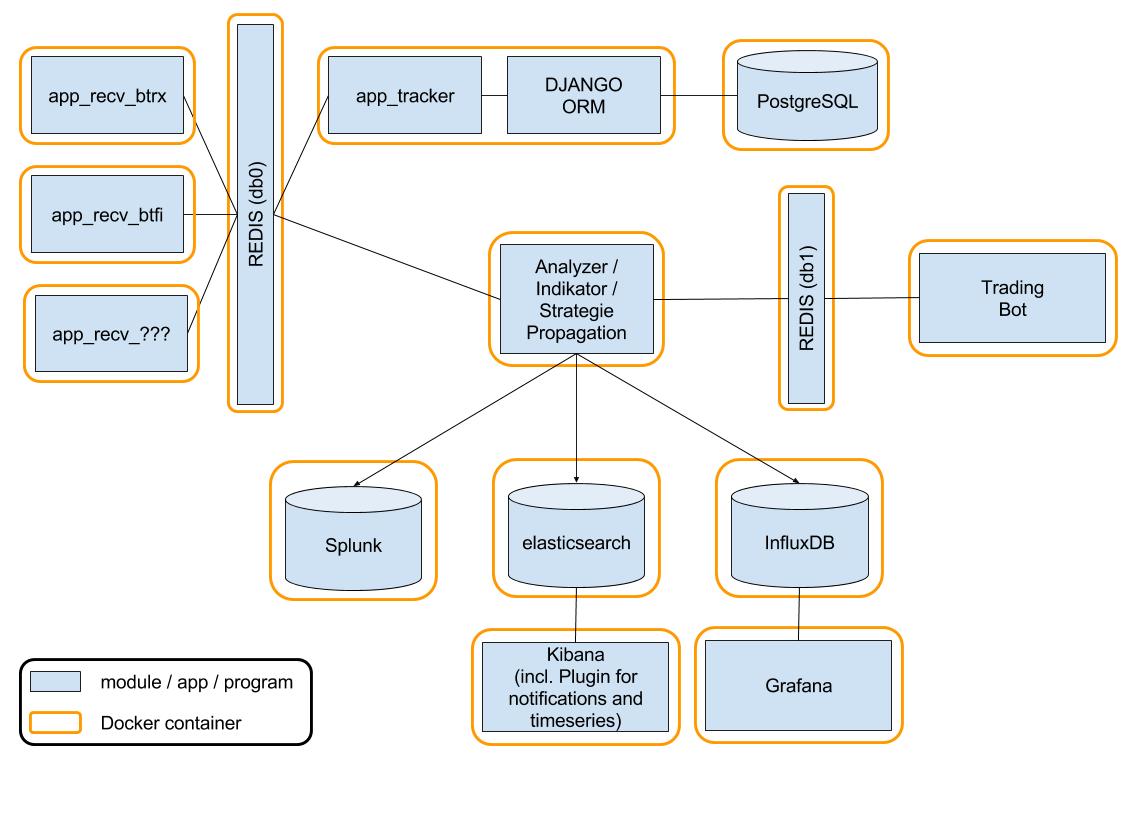 app_recv_btrx
app_recv_btfi
app_recv_???
REDIS (db0)
app_tracker
DJANGO
ORM
PostgreSQL
Analyzer /
Indikator /
Strategie
Propagation
REDIS (db1)
Trading
Bot
Splunk
elasticsearch
InfluxDB
Kibana
(incl. Plugin for
notifications and
timeseries)
Grafana
module / app / program
Docker container